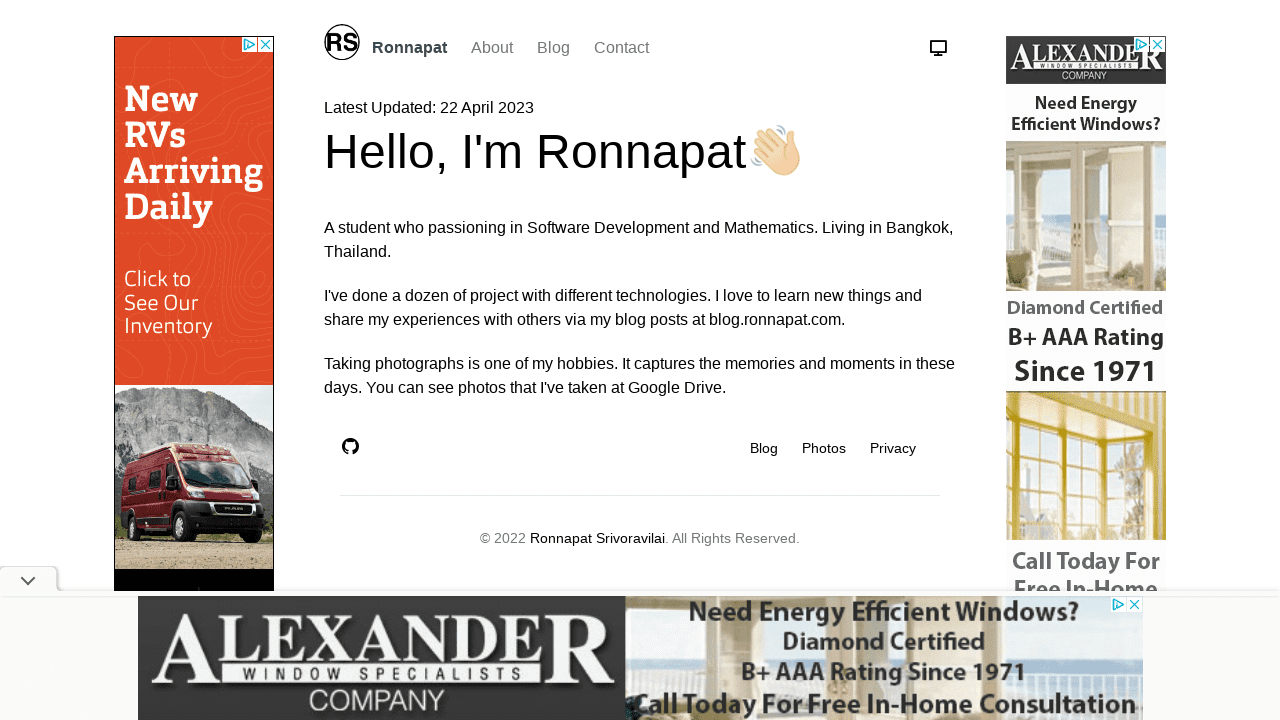 RS
Ronnapat
About
Blog
Contact
Latest Updated: 22 April 2023
Hello, I'm Ronnapat👋🏼
A student who passioning in Software Development and Mathematics. Living in Bangkok,
Thailand.
I've done a dozen of project with different technologies. I love to learn new things and
share my experiences with others via my blog posts at blog.ronnapat.com.
Taking photographs is one of my hobbies. It captures the memories and moments in these
days. You can see photos that I've taken at Google Drive.
Blog
Photos
Privacy
© 2022 Ronnapat Srivoravilai. All Rights Reserved.
New
RVs
Arriving
Daily
Click to
See Our
Inventory
ALEXANDER
WINDOW SPECIALISTS
COMPANY
Need Energy
Efficient Windows?
Diamond Certified
B+ AAA Rating
Since 1971
Call Today For
Free In-Home
ALEXANDER
WINDOW SPECIALISTS
COMPANY
Need Energy Efficient Windows?
Diamond Certified
B+ AAA Rating Since 1971
Call Today For Free In-Home Consultation